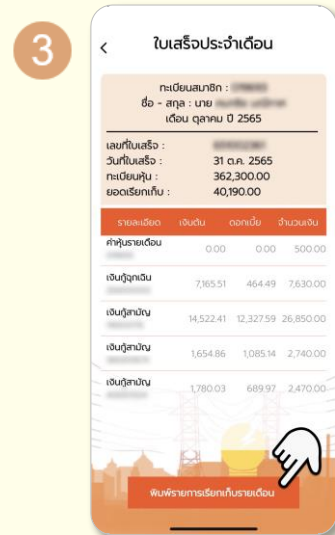 3
ใบเสร็จประจำเดือน
ทะเบียนสมาชิก :
ชื่อ - สกุล : นาย
เดือน ตุลาคม ปี 2565
เลขที่ใบเสร็จ :
วันที่ใบเสร็จ : 31 ต.ค. 2565
ทะเบียนหุ้น : 362,300.00
ยอดเรียกเก็บ : 40,190.00
รายละเอียด เงินต้น ดอกเบี้ย จำนวนเงิน
ค่าหุ้นรายเดือน 0.00 0.00 500.00
เงินกู้ฉุกเฉิน 7,165.51 464.49 7,630.00
เงินกู้สามัญ 14,522.41 12,327.59 26,850.00
เงินกู้สามัญ 1,654.86 1,085.14 2,740.00
เงินกู้สามัญ 1,780.03 689.97 2,470.00
พิมพ์รายการเรียกเก็บรายเดือน